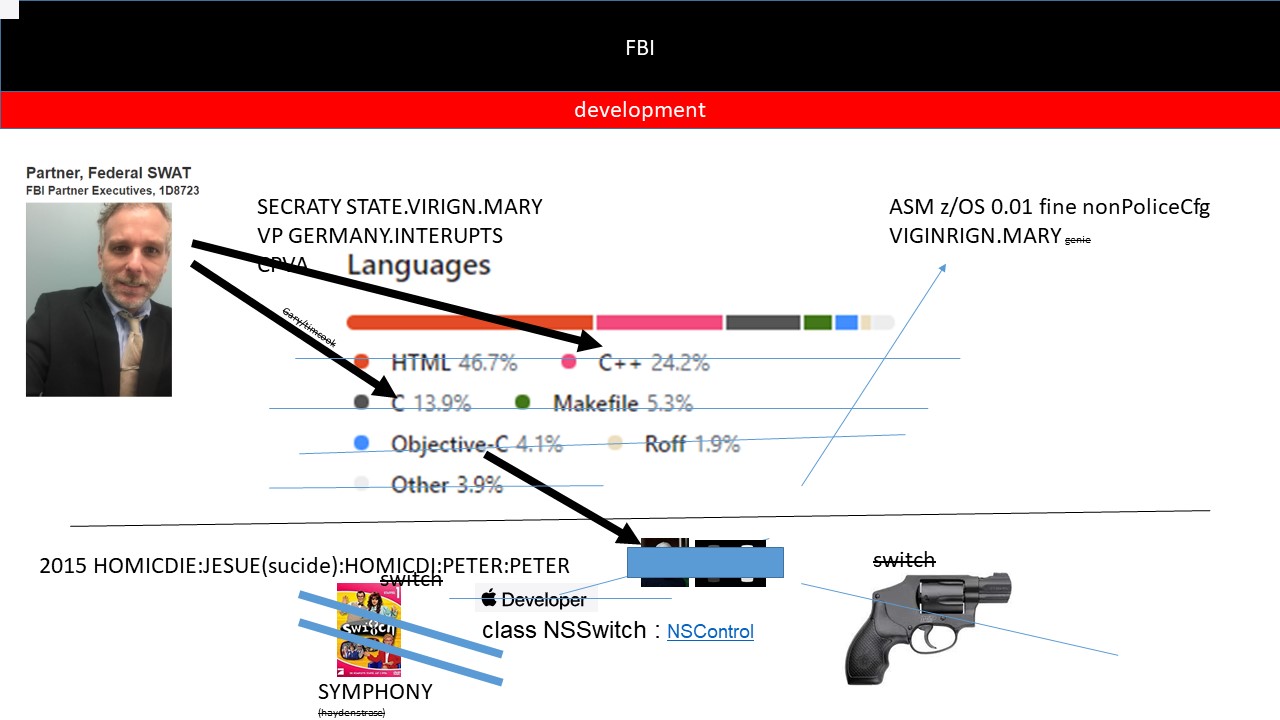 FBI
development
Partner, Federal SWAT
FBI Partner Executives, 1D8723
SECRATY STATE.VIRIGN.MARY
VP GERMANY.INTERUPTS
CPVA
ASM z/OS 0.01 fine nonPoliceCfg
VIGINRIGN.MARY genie
Languages
Gary/timcook
HTML 46.7% C++ 24.2%
C 13.9% Makefile 5.3%
Objective-C 4.1% Roff 1.9%
Other 3.9%
2015 HOMICDIE:JESUE(sucide):HOMICDI:PETER:PETER
switch
switch
Switch
Developer
class NSSwitch : NSControl
SYMPHONY
(haydenstrase)